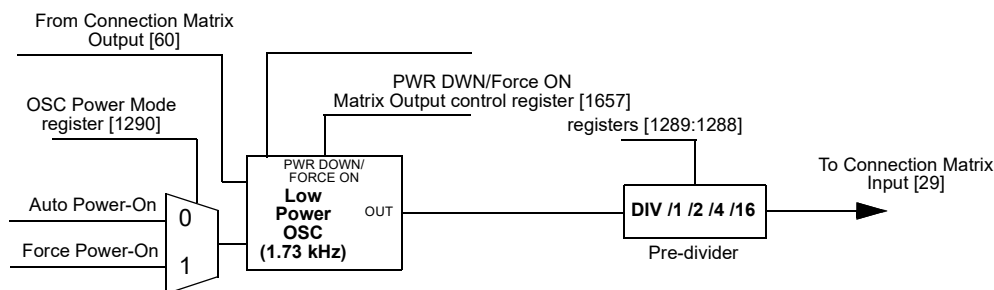 From Connection Matrix
Output [60]
PWR DWN/Force ON
Matrix Output control register [1657]
OSC Power Mode
register [1290]
registers [1289:1288]
To Connection Matrix
Input [29]
PWR DOWN/
FORCE ON
Low
Power
OSC
(1.73 kHz)
OUT
Auto Power-On
0
Force Power-On
1
DIV /1 /2 /4 /16
Pre-divider